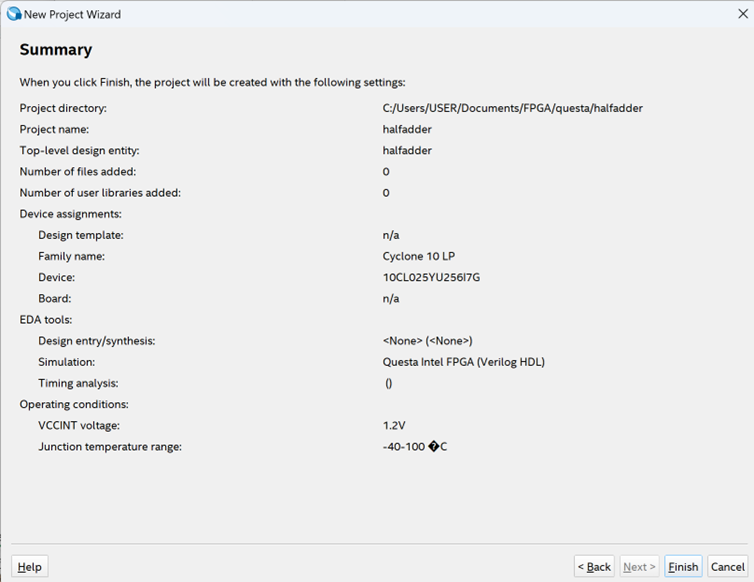 New Project Wizard
Summary
When you click Finish, the project will be created with the following settings:
Project directory: C:/Users/USER/Documents/FPGA/questa/halfadder
Project name: halfadder
Top-level design entity: halfadder
Number of files added: 0
Number of user libraries added: 0
Device assignments:
Design template: n/a
Family name: Cyclone 10 LP
Device: 10CL025YU256I7G
Board: n/a
EDA tools:
Design entry/synthesis: <None> (<None>)
Simulation: Questa Intel FPGA (Verilog HDL)
Timing analysis: ()
Operating conditions:
VCCINT voltage: 1.2V
Junction temperature range: -40-100 �C
Help < Back Next > Finish Cancel